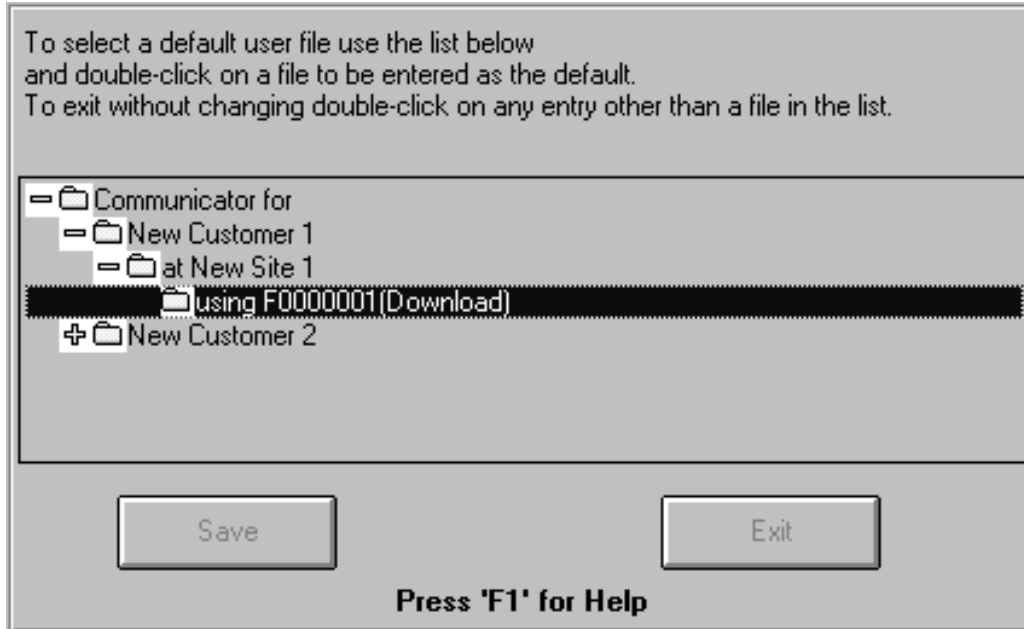 To select a default user file use the list below
and double-click on a file to be entered as the default.
To exit without changing double-click on any entry other than a file in the list.
Communicator for
New Customer 1
at New Site 1
using F0000001(Download)
New Customer 2
Save
Exit
Press 'F1' for Help